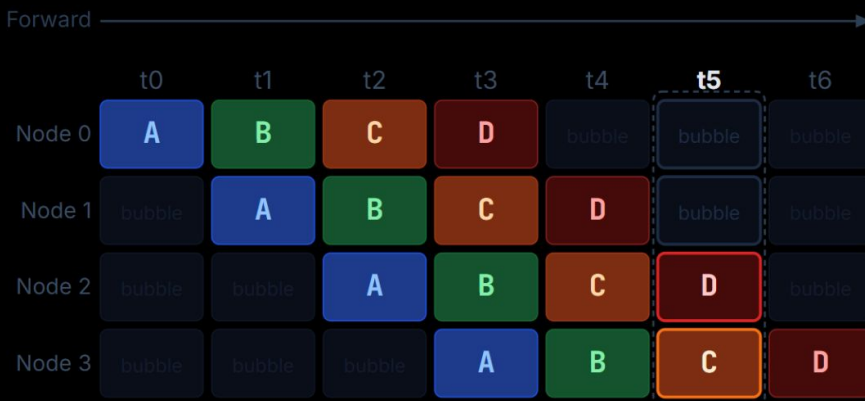 Forward
t0 t1 t2 t3 t4 t5 t6
Node 0 A B C D bubble bubble bubble
Node 1 bubble A B C D bubble bubble
Node 2 bubble bubble A B C D bubble
Node 3 bubble bubble bubble A B C D